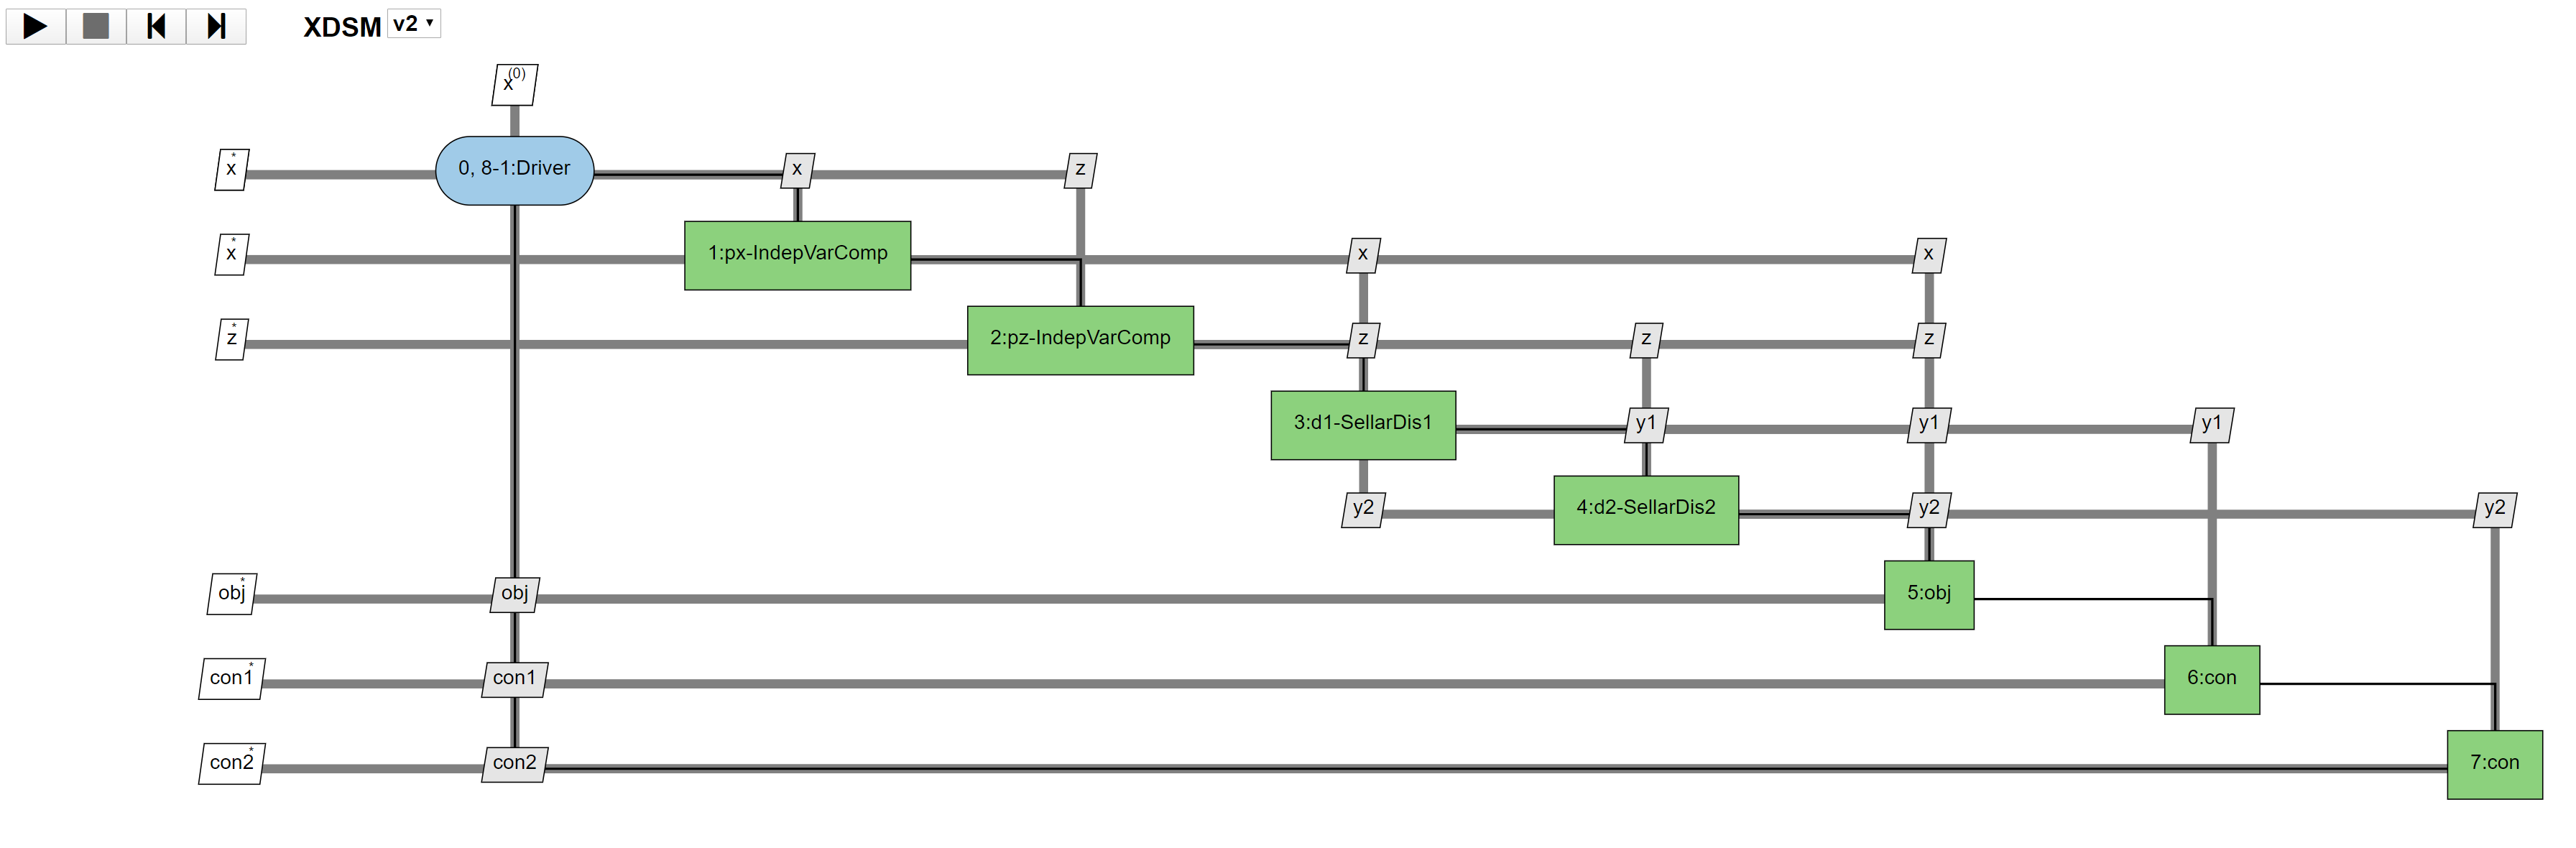 XDSM v2
x(0)
x* 0, 8-1:Driver x z
x* 1:px-IndepVarComp x x
z* 2:pz-IndepVarComp z z z
3:d1-SellarDis1 y1 y1 y1
y2 4:d2-SellarDis2 y2 y2
obj* obj 5:obj
con1* con1 6:con
con2* con2 7:con